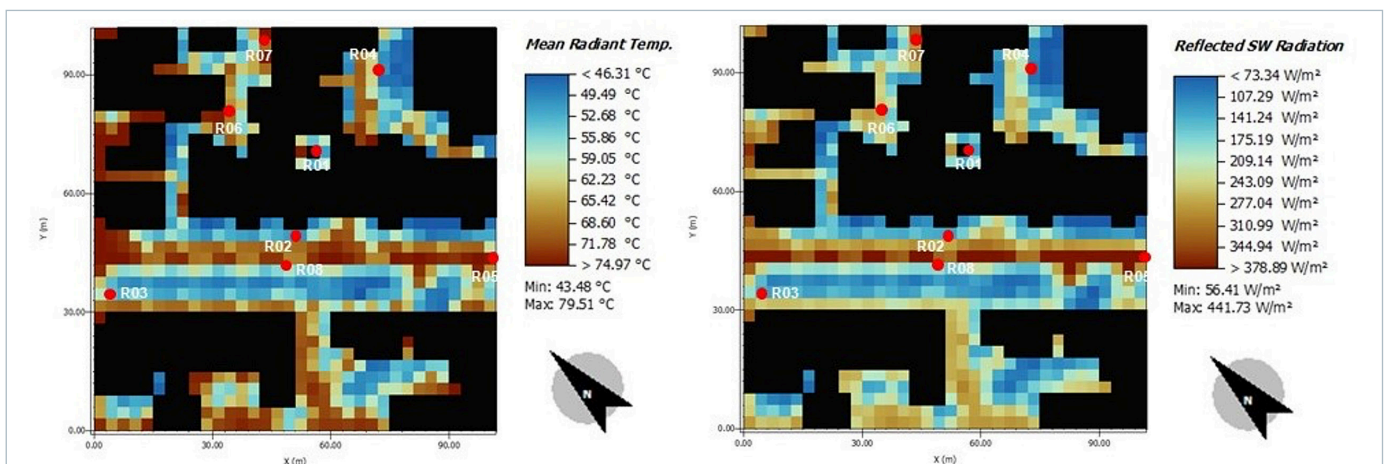 Mean Radiant Temp.
< 46.31 °C
49.49 °C
52.68 °C
55.86 °C
59.05 °C
62.23 °C
65.42 °C
68.60 °C
71.78 °C
> 74.97 °C
Min: 43.48 °C
Max: 79.51 °C
N
R07
R04
R06
R01
R02
R08
R05
R03
90.00
60.00
30.00
0.00
Y (m)
0.00 30.00 60.00 90.00
X (m)
Reflected SW Radiation
< 73.34 W/m²
107.29 W/m²
141.24 W/m²
175.19 W/m²
209.14 W/m²
243.09 W/m²
277.04 W/m²
310.99 W/m²
344.94 W/m²
> 378.89 W/m²
Min: 56.41 W/m²
Max: 441.73 W/m²
N
R07
R04
R06
R01
R02
R08
R05
R03
90.00
60.00
30.00
0.00
Y (m)
0.00 30.00 60.00 90.00
X (m)